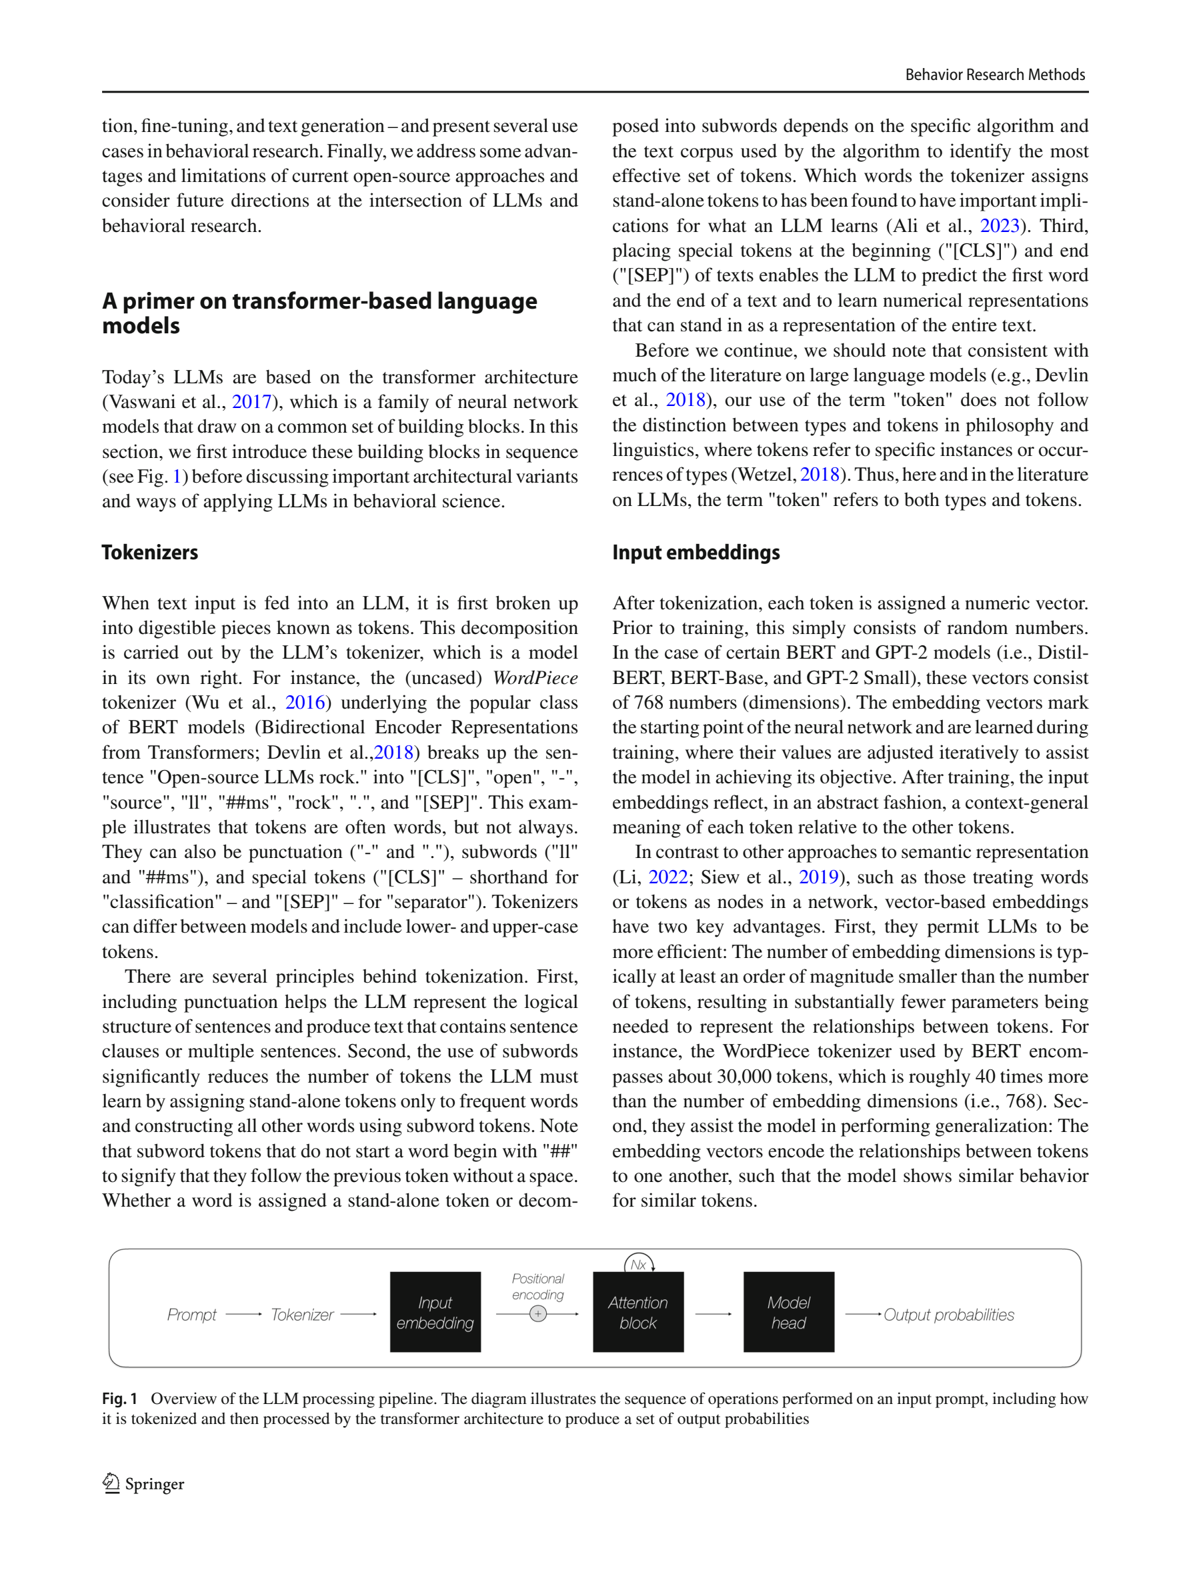 Behavior Research Methods
tion, fine-tuning, and text generation – and present several use
cases in behavioral research. Finally, we address some advan-
tages and limitations of current open-source approaches and
consider future directions at the intersection of LLMs and
behavioral research.
A primer on transformer-based language
models
Today’s LLMs are based on the transformer architecture
(Vaswani et al., 2017), which is a family of neural network
models that draw on a common set of building blocks. In this
section, we first introduce these building blocks in sequence
(see Fig. 1) before discussing important architectural variants
and ways of applying LLMs in behavioral science.
Tokenizers
When text input is fed into an LLM, it is first broken up
into digestible pieces known as tokens. This decomposition
is carried out by the LLM’s tokenizer, which is a model
in its own right. For instance, the (uncased) WordPiece
tokenizer (Wu et al., 2016) underlying the popular class
of BERT models (Bidirectional Encoder Representations
from Transformers; Devlin et al.,2018) breaks up the sen-
tence "Open-source LLMs rock." into "[CLS]", "open", "-",
"source", "ll", "##ms", "rock", ".", and "[SEP]". This exam-
ple illustrates that tokens are often words, but not always.
They can also be punctuation ("-" and "."), subwords ("ll"
and "##ms"), and special tokens ("[CLS]" – shorthand for
"classification" – and "[SEP]" – for "separator"). Tokenizers
can differ between models and include lower- and upper-case
tokens.
There are several principles behind tokenization. First,
including punctuation helps the LLM represent the logical
structure of sentences and produce text that contains sentence
clauses or multiple sentences. Second, the use of subwords
significantly reduces the number of tokens the LLM must
learn by assigning stand-alone tokens only to frequent words
and constructing all other words using subword tokens. Note
that subword tokens that do not start a word begin with "##"
to signify that they follow the previous token without a space.
Whether a word is assigned a stand-alone token or decom-
posed into subwords depends on the specific algorithm and
the text corpus used by the algorithm to identify the most
effective set of tokens. Which words the tokenizer assigns
stand-alone tokens to has been found to have important impli-
cations for what an LLM learns (Ali et al., 2023). Third,
placing special tokens at the beginning ("[CLS]") and end
("[SEP]") of texts enables the LLM to predict the first word
and the end of a text and to learn numerical representations
that can stand in as a representation of the entire text.
Before we continue, we should note that consistent with
much of the literature on large language models (e.g., Devlin
et al., 2018), our use of the term "token" does not follow
the distinction between types and tokens in philosophy and
linguistics, where tokens refer to specific instances or occur-
rences of types (Wetzel, 2018). Thus, here and in the literature
on LLMs, the term "token" refers to both types and tokens.
Input embeddings
After tokenization, each token is assigned a numeric vector.
Prior to training, this simply consists of random numbers.
In the case of certain BERT and GPT-2 models (i.e., Distil-
BERT, BERT-Base, and GPT-2 Small), these vectors consist
of 768 numbers (dimensions). The embedding vectors mark
the starting point of the neural network and are learned during
training, where their values are adjusted iteratively to assist
the model in achieving its objective. After training, the input
embeddings reflect, in an abstract fashion, a context-general
meaning of each token relative to the other tokens.
In contrast to other approaches to semantic representation
(Li, 2022; Siew et al., 2019), such as those treating words
or tokens as nodes in a network, vector-based embeddings
have two key advantages. First, they permit LLMs to be
more efficient: The number of embedding dimensions is typ-
ically at least an order of magnitude smaller than the number
of tokens, resulting in substantially fewer parameters being
needed to represent the relationships between tokens. For
instance, the WordPiece tokenizer used by BERT encom-
passes about 30,000 tokens, which is roughly 40 times more
than the number of embedding dimensions (i.e., 768). Sec-
ond, they assist the model in performing generalization: The
embedding vectors encode the relationships between tokens
to one another, such that the model shows similar behavior
for similar tokens.
Prompt
Tokenizer
Input
embedding
Positional
encoding
+
Nx
Attention
block
Model
head
Output probabilities
Fig. 1 Overview of the LLM processing pipeline. The diagram illustrates the sequence of operations performed on an input prompt, including how
it is tokenized and then processed by the transformer architecture to produce a set of output probabilities
Springer